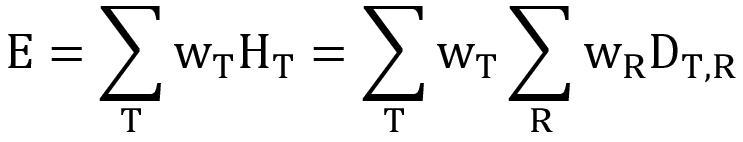 E = ∑_T w_T H_T = ∑_T w_T ∑_R w_R D_{T,R}